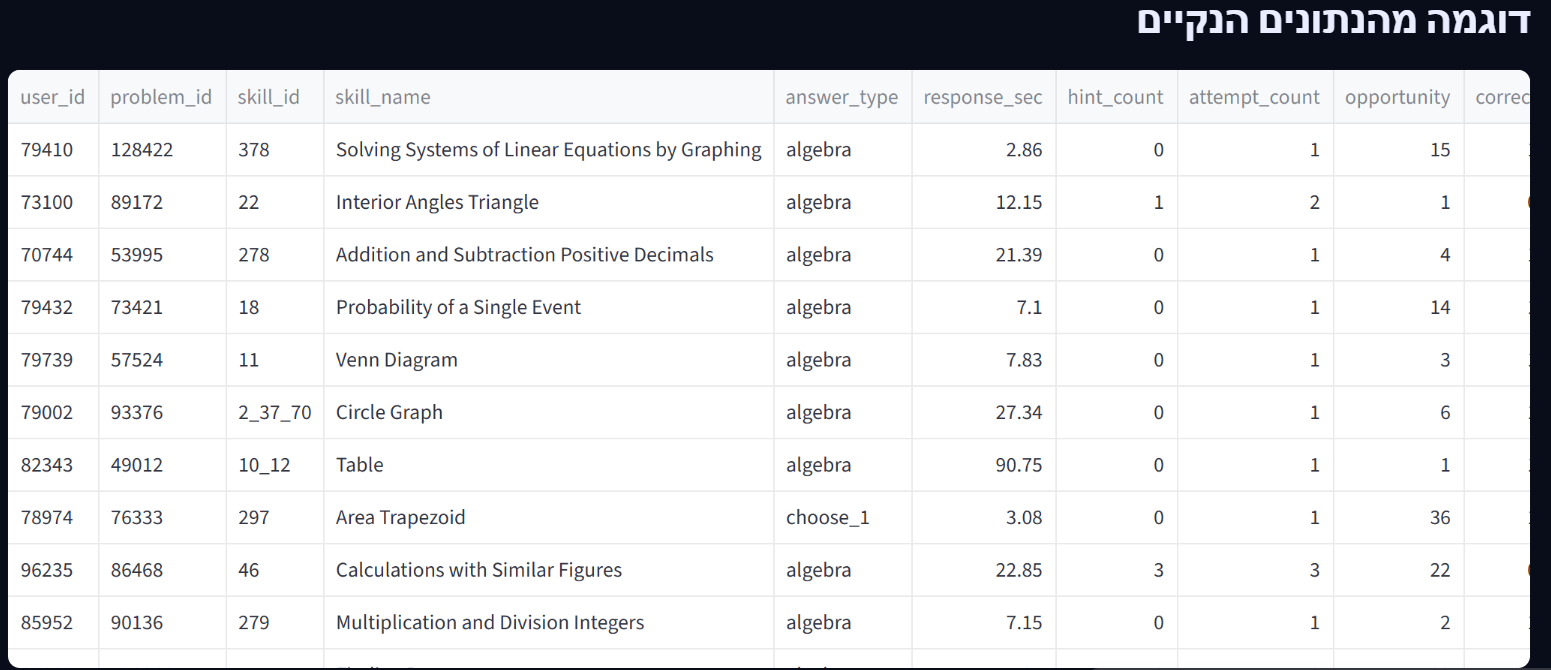 דוגמה מהנתונים הנקיים
user_id problem_id skill_id skill_name answer_type response_sec hint_count attempt_count opportunity
79410 128422 378 Solving Systems of Linear Equations by Graphing algebra 2.86 0 1 15
73100 89172 22 Interior Angles Triangle algebra 12.15 1 2 1
70744 53995 278 Addition and Subtraction Positive Decimals algebra 21.39 0 1 4
79432 73421 18 Probability of a Single Event algebra 7.1 0 1 14
79739 57524 11 Venn Diagram algebra 7.83 0 1 3
79002 93376 2_37_70 Circle Graph algebra 27.34 0 1 6
82343 49012 10_12 Table algebra 90.75 0 1 1
78974 76333 297 Area Trapezoid choose_1 3.08 0 1 36
96235 86468 46 Calculations with Similar Figures algebra 22.85 3 3 22
85952 90136 279 Multiplication and Division Integers algebra 7.15 0 1 2